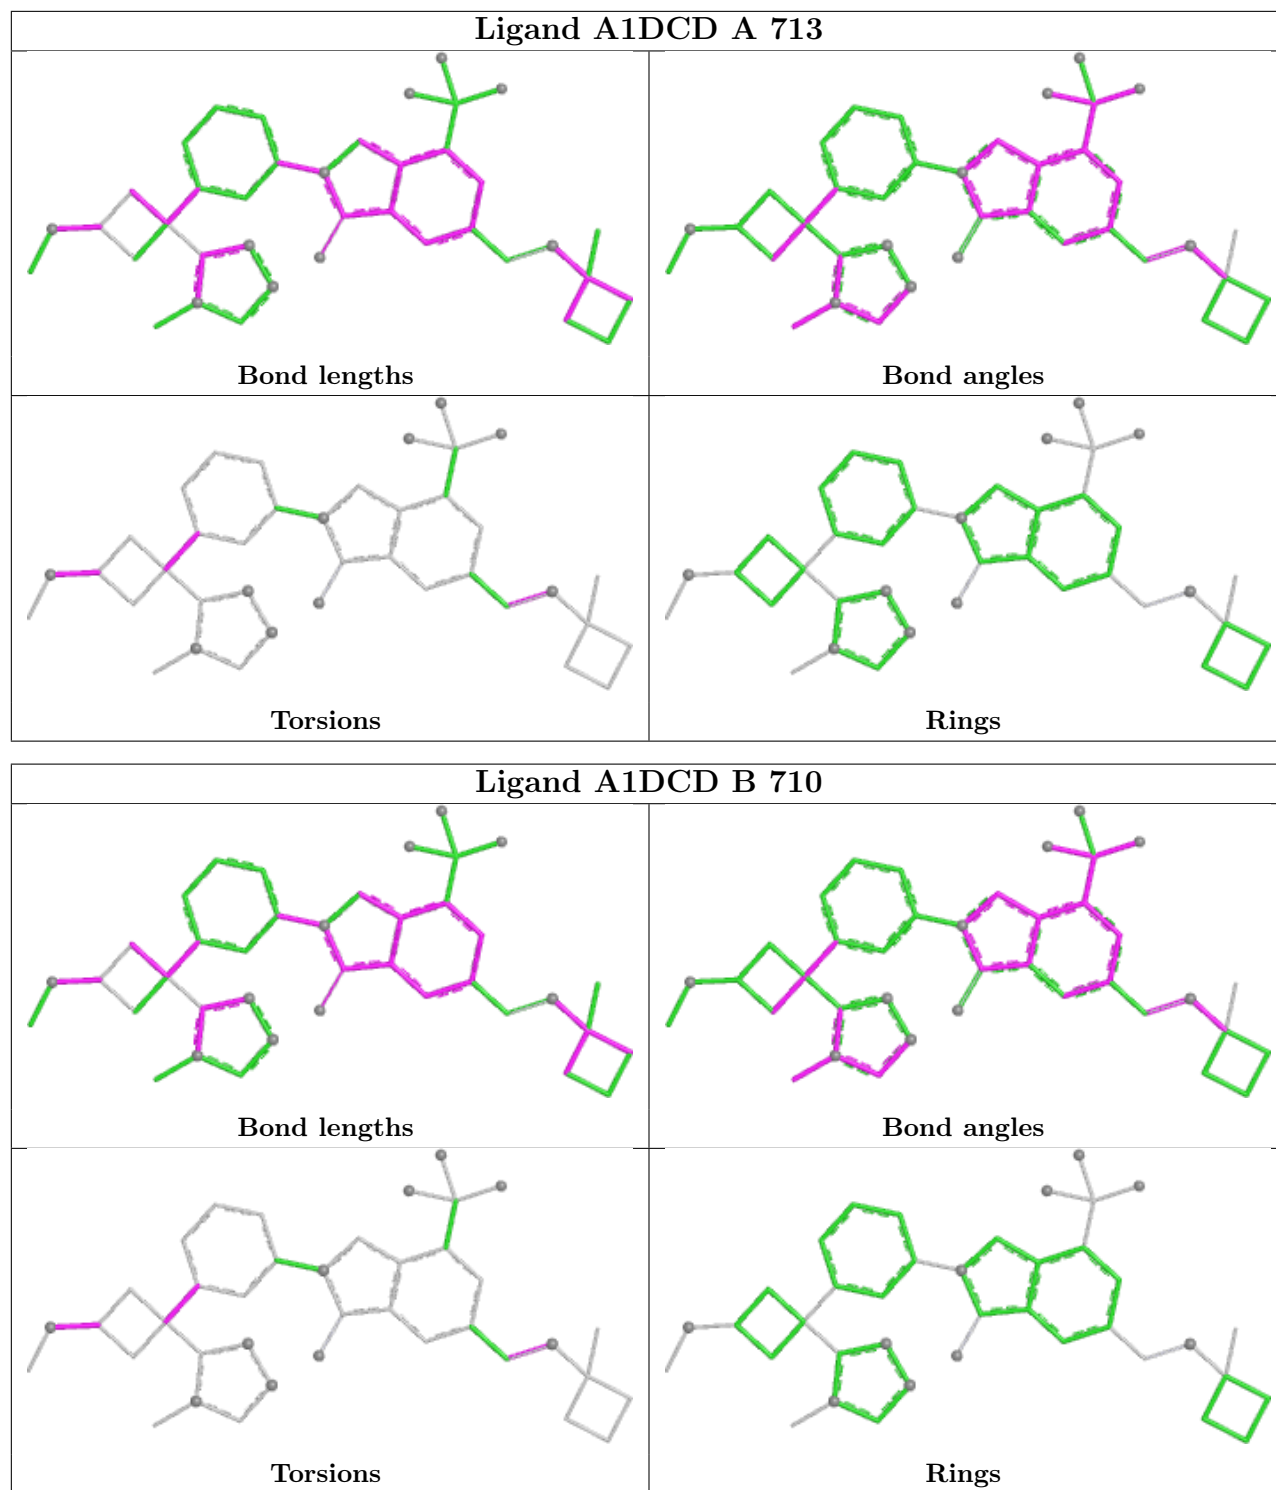 Ligand A1DCD A 713
Bond lengths
Bond angles
Torsions
Rings
Ligand A1DCD B 710
Bond lengths
Bond angles
Torsions
Rings